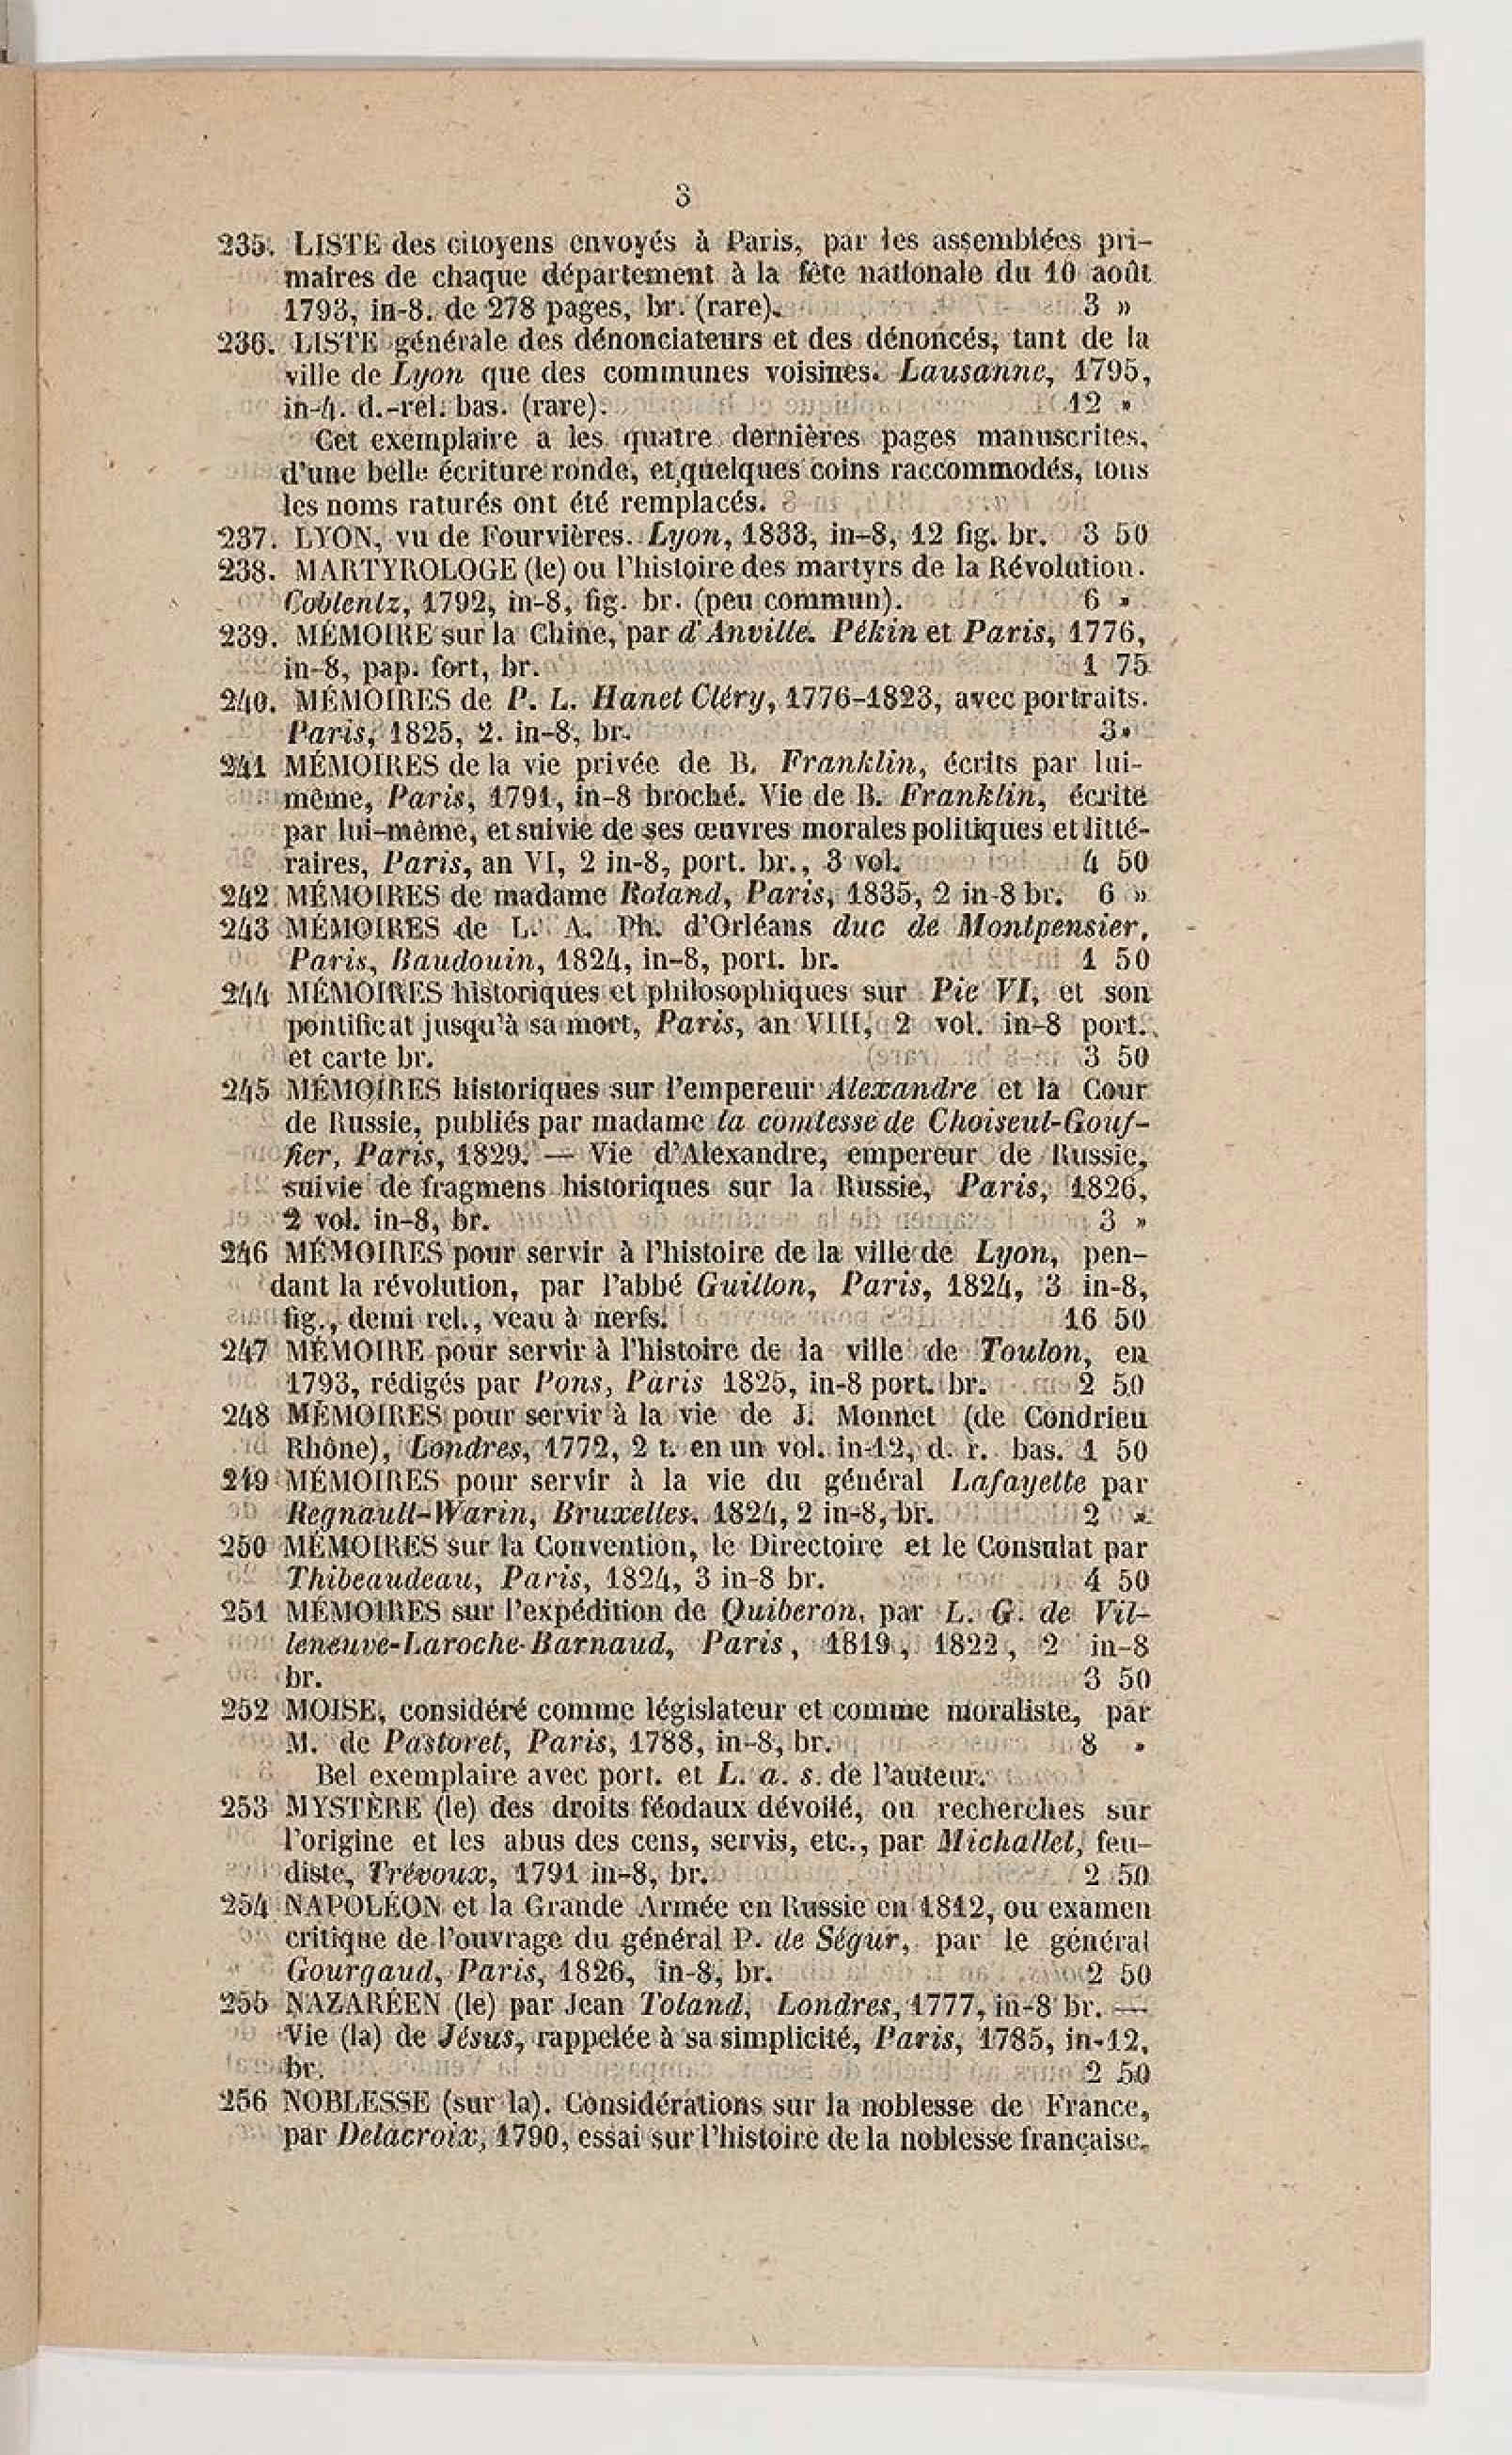 3
235. LISTE des citoyens envoyés à Paris, par les assemblées pri-
maires de chaque département à la fête nationale du 10 août
1793, in-8. de 278 pages, br. (rare). 3 »
236. LISTE générale des dénonciateurs et des dénoncés, tant de la
ville de Lyon que des communes voisines. Lausanne, 1795,
in-4. d.-rel. bas. (rare). 12 »
Cet exemplaire a les quatre dernières pages manuscrites,
d'une belle écriture ronde, et quelques coins raccommodés, tous
les noms raturés ont été remplacés.
237. LYON, vu de Fourvières. Lyon, 1833, in-8, 12 fig. br. 3 50
238. MARTYROLOGE (le) ou l'histoire des martyrs de la Révolution.
Coblentz, 1792, in-8, fig. br. (peu commun). 6 »
239. MÉMOIRE sur la Chine, par d'Anville. Pékin et Paris, 1776,
in-8, pap. fort, br. 1 75
240. MÉMOIRES de P. L. Hanet Cléry, 1776-1823, avec portraits.
Paris, 1825, 2. in-8, br. 3 »
241 MÉMOIRES de la vie privée de B. Franklin, écrits par lui-
même, Paris, 1791, in-8 broché. Vie de B. Franklin, écrite
par lui-même, et suivie de ses œuvres morales politiques et litté-
raires, Paris, an VI, 2 in-8, port. br., 3 vol. 4 50
242 MÉMOIRES de madame Roland, Paris, 1835, 2 in-8 br. 6 »
243 MÉMOIRES de L. A. Ph. d'Orléans duc de Montpensier,
Paris, Baudouin, 1824, in-8, port. br. 1 50
244 MÉMOIRES historiques et philosophiques sur Pie VI, et son
pontificat jusqu'à sa mort, Paris, an VIII, 2 vol. in-8 port.
et carte br. 3 50
245 MÉMOIRES historiques sur l'empereur Alexandre et la Cour
de Russie, publiés par madame la comtesse de Choiseul-Gouf-
fier, Paris, 1829. — Vie d'Alexandre, empereur de Russie,
suivie de fragmens historiques sur la Russie, Paris, 1826,
2 vol. in-8, br. 3 »
246 MÉMOIRES pour servir à l'histoire de la ville de Lyon, pen-
dant la révolution, par l'abbé Guillon, Paris, 1824, 3 in-8,
fig., demi rel., veau à nerfs. 16 50
247 MÉMOIRE pour servir à l'histoire de la ville de Toulon, en
1793, rédigés par Pons, Paris 1825, in-8 port. br. 2 50
248 MÉMOIRES pour servir à la vie de J. Monnet (de Condrieu
Rhône), Londres, 1772, 2 t. en un vol. in-12, d. r. bas. 1 50
249 MÉMOIRES pour servir à la vie du général Lafayette par
Regnault-Warin, Bruxelles, 1824, 2 in-8, br. 2 »
250 MÉMOIRES sur la Convention, le Directoire et le Consulat par
Thibeaudeau, Paris, 1824, 3 in-8 br. 4 50
251 MÉMOIRES sur l'expédition de Quiberon, par L. G. de Vil-
leneuve-Laroche-Barnaud, Paris, 1819, 1822, 2 in-8
br. 3 50
252 MOISE, considéré comme législateur et comme moraliste, par
M. de Pastoret, Paris, 1788, in-8, br. 8 »
Bel exemplaire avec port. et L. a. s. de l'auteur.
253 MYSTÈRE (le) des droits féodaux dévoilé, ou recherches sur
l'origine et les abus des cens, servis, etc., par Michallet, feu-
diste, Trévoux, 1791 in-8, br. 2 50
254 NAPOLÉON et la Grande Armée en Russie en 1812, ou examen
critique de l'ouvrage du général P. de Ségur, par le général
Gourgaud, Paris, 1826, in-8, br. 2 50
255 NAZARÉEN (le) par Jean Toland, Londres, 1777, in-8 br. —
Vie (la) de Jésus, rappelée à sa simplicité, Paris, 1785, in-12,
br. 2 50
256 NOBLESSE (sur la). Considérations sur la noblesse de France,
par Delacroix, 1790, essai sur l'histoire de la noblesse française.